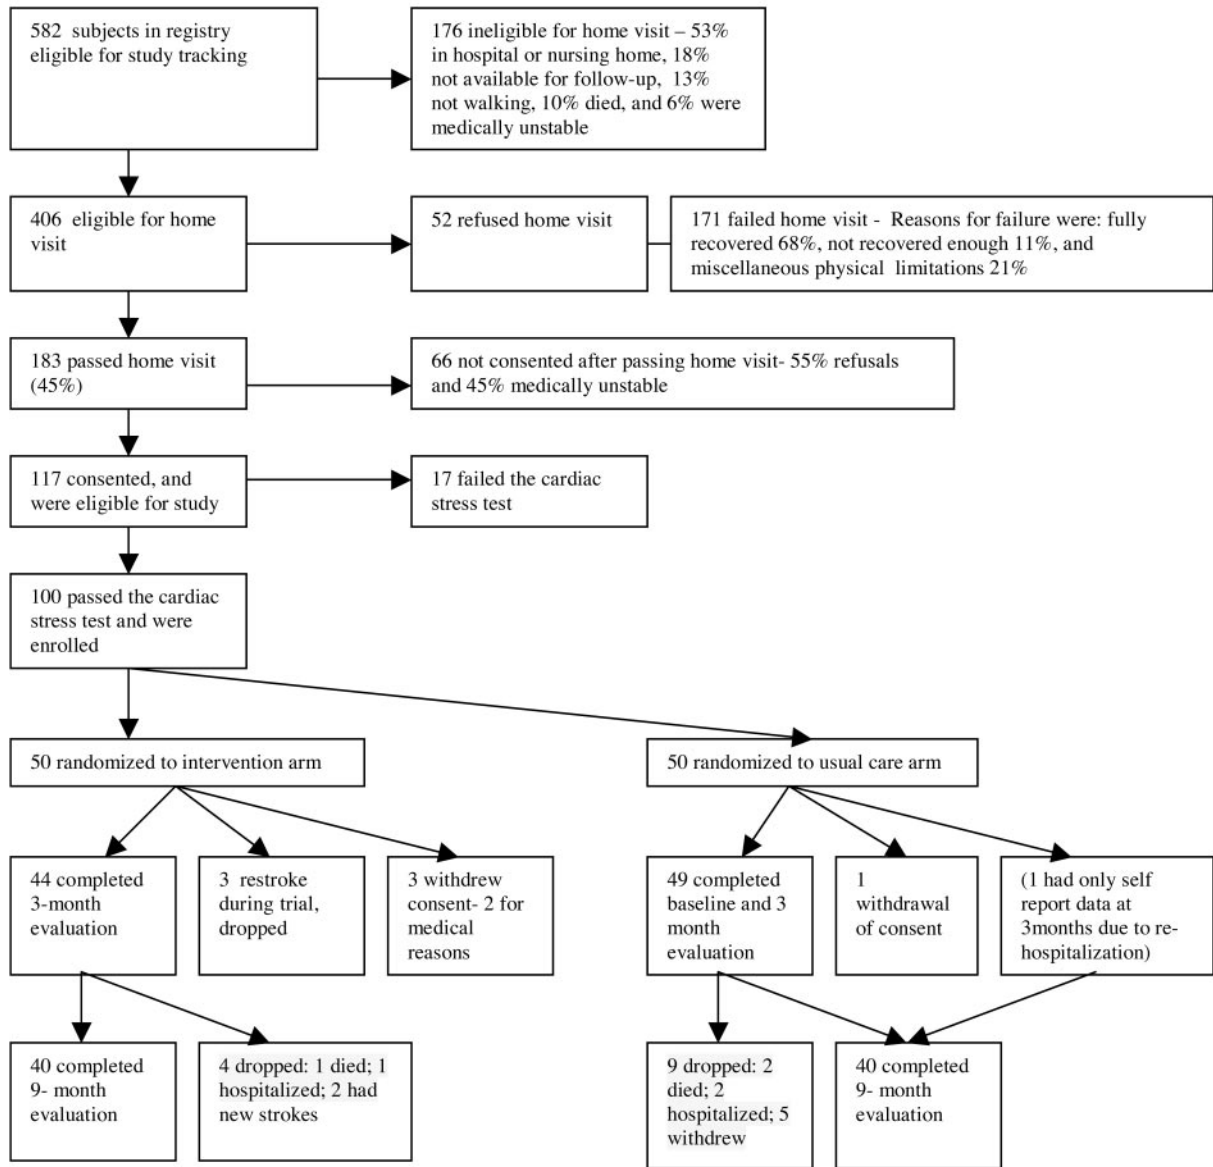 582 subjects in registry
eligible for study tracking
176 ineligible for home visit – 53%
in hospital or nursing home, 18%
not available for follow-up, 13%
not walking, 10% died, and 6% were
medically unstable
406 eligible for home
visit
52 refused home visit
171 failed home visit - Reasons for failure were: fully
recovered 68%, not recovered enough 11%, and
miscellaneous physical limitations 21%
183 passed home visit
(45%)
66 not consented after passing home visit- 55% refusals
and 45% medically unstable
117 consented, and
were eligible for study
17 failed the cardiac
stress test
100 passed the cardiac
stress test and were
enrolled
50 randomized to intervention arm
50 randomized to usual care arm
44 completed
3-month
evaluation
3 restroke
during trial,
dropped
3 withdrew
consent- 2 for
medical
reasons
49 completed
baseline and 3
month
evaluation
1
withdrawal
of consent
(1 had only self
report data at
3months due to re-
hospitalization)
40 completed
9- month
evaluation
4 dropped: 1 died; 1
hospitalized; 2 had
new strokes
9 dropped: 2
died; 2
hospitalized; 5
withdrew
40 completed
9- month
evaluation